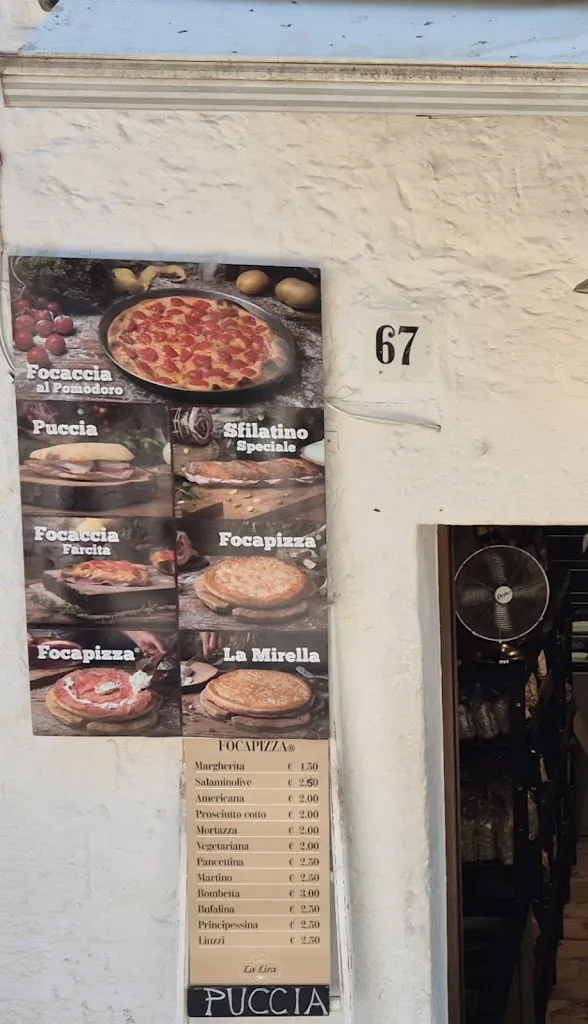 67
Focaccia
al Pomodoro
Puccia
Sfilatino
Speciale
Focaccia
Farcita
Focapizza®
Focapizza®
La Mirella
FOCAPIZZA®
Margherita € 1.50
Salaminolive € 2.50
Americana € 2.00
Prosciutto cotto € 2.00
Mortazza € 2.00
Vegetariana € 2.00
Pancettina € 2.50
Martino € 2.50
Bombetta € 3.00
Bufalina € 2.50
Principessina € 2.50
Liuzzi € 2.50
La Lira
PUCCIA